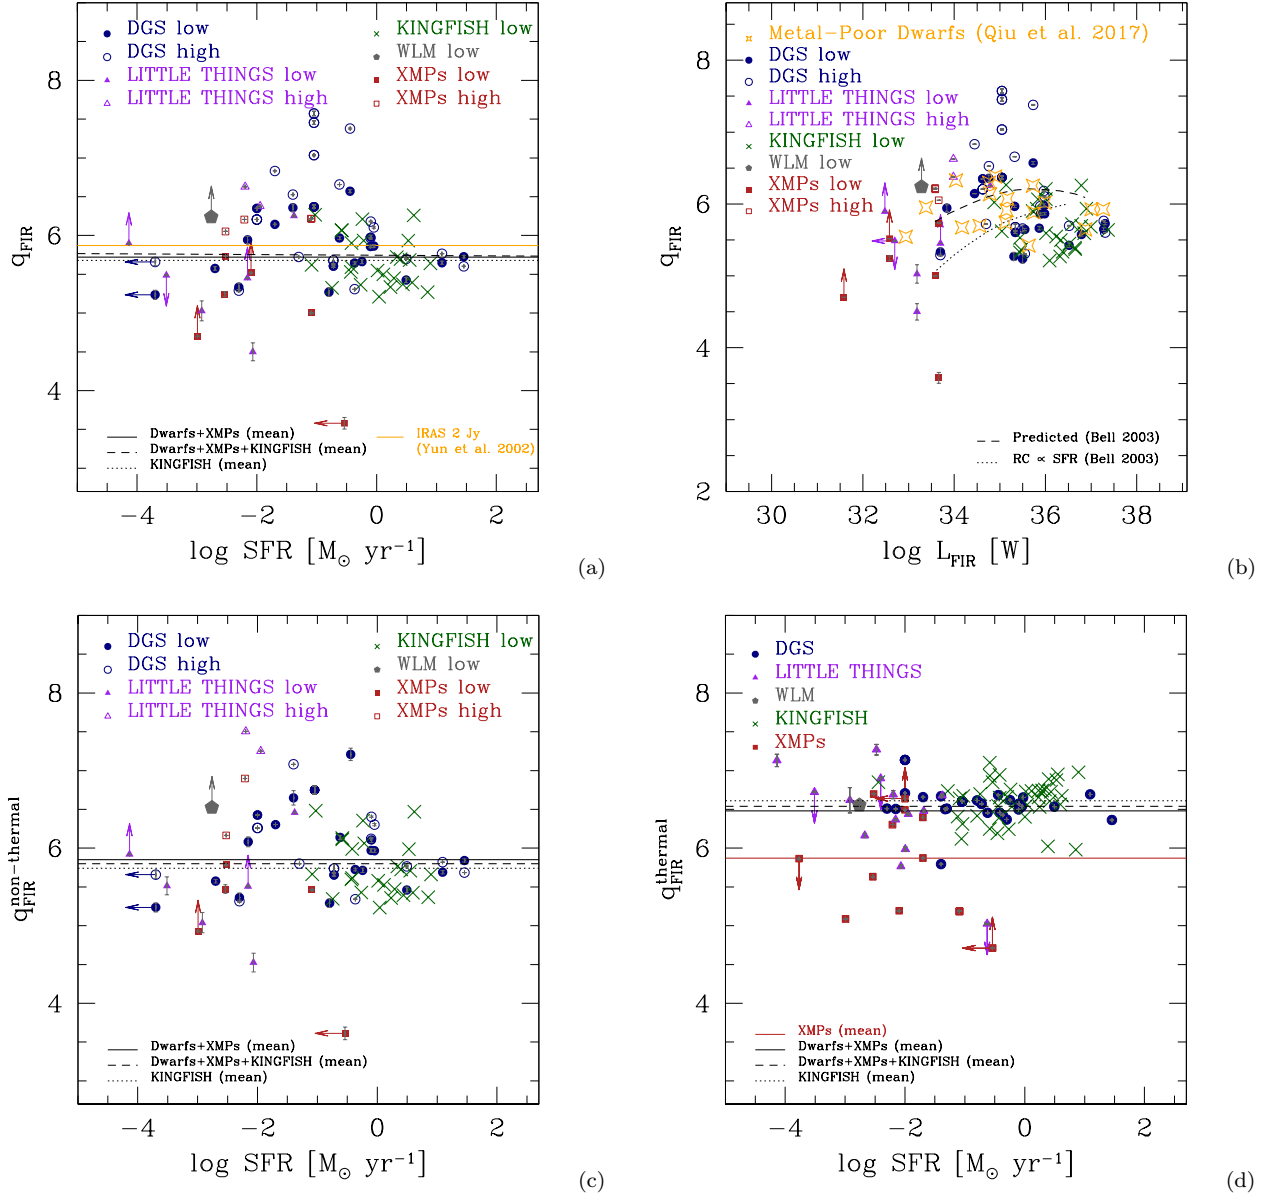 DGS low
DGS high
LITTLE THINGS low
LITTLE THINGS high
KINGFISH low
WLM low
XMPs low
XMPs high
8
6
4
q_FIR
Dwarfs+XMPs (mean)
Dwarfs+XMPs+KINGFISH (mean)
KINGFISH (mean)
IRAS 2 Jy
(Yun et al. 2002)
−4 −2 0 2
log SFR [M⊙ yr⁻¹]
(a)
Metal−Poor Dwarfs (Qiu et al. 2017)
DGS low
DGS high
LITTLE THINGS low
LITTLE THINGS high
KINGFISH low
WLM low
XMPs low
XMPs high
8
6
4
2
q_FIR
Predicted (Bell 2003)
RC ∝ SFR (Bell 2003)
30 32 34 36 38
log L_FIR [W]
(b)
DGS low
DGS high
LITTLE THINGS low
LITTLE THINGS high
KINGFISH low
WLM low
XMPs low
XMPs high
8
6
4
q_FIR^non−thermal
Dwarfs+XMPs (mean)
Dwarfs+XMPs+KINGFISH (mean)
KINGFISH (mean)
−4 −2 0 2
log SFR [M⊙ yr⁻¹]
(c)
DGS
LITTLE THINGS
WLM
KINGFISH
XMPs
8
6
4
q_FIR^thermal
XMPs (mean)
Dwarfs+XMPs (mean)
Dwarfs+XMPs+KINGFISH (mean)
KINGFISH (mean)
−4 −2 0 2
log SFR [M⊙ yr⁻¹]
(d)